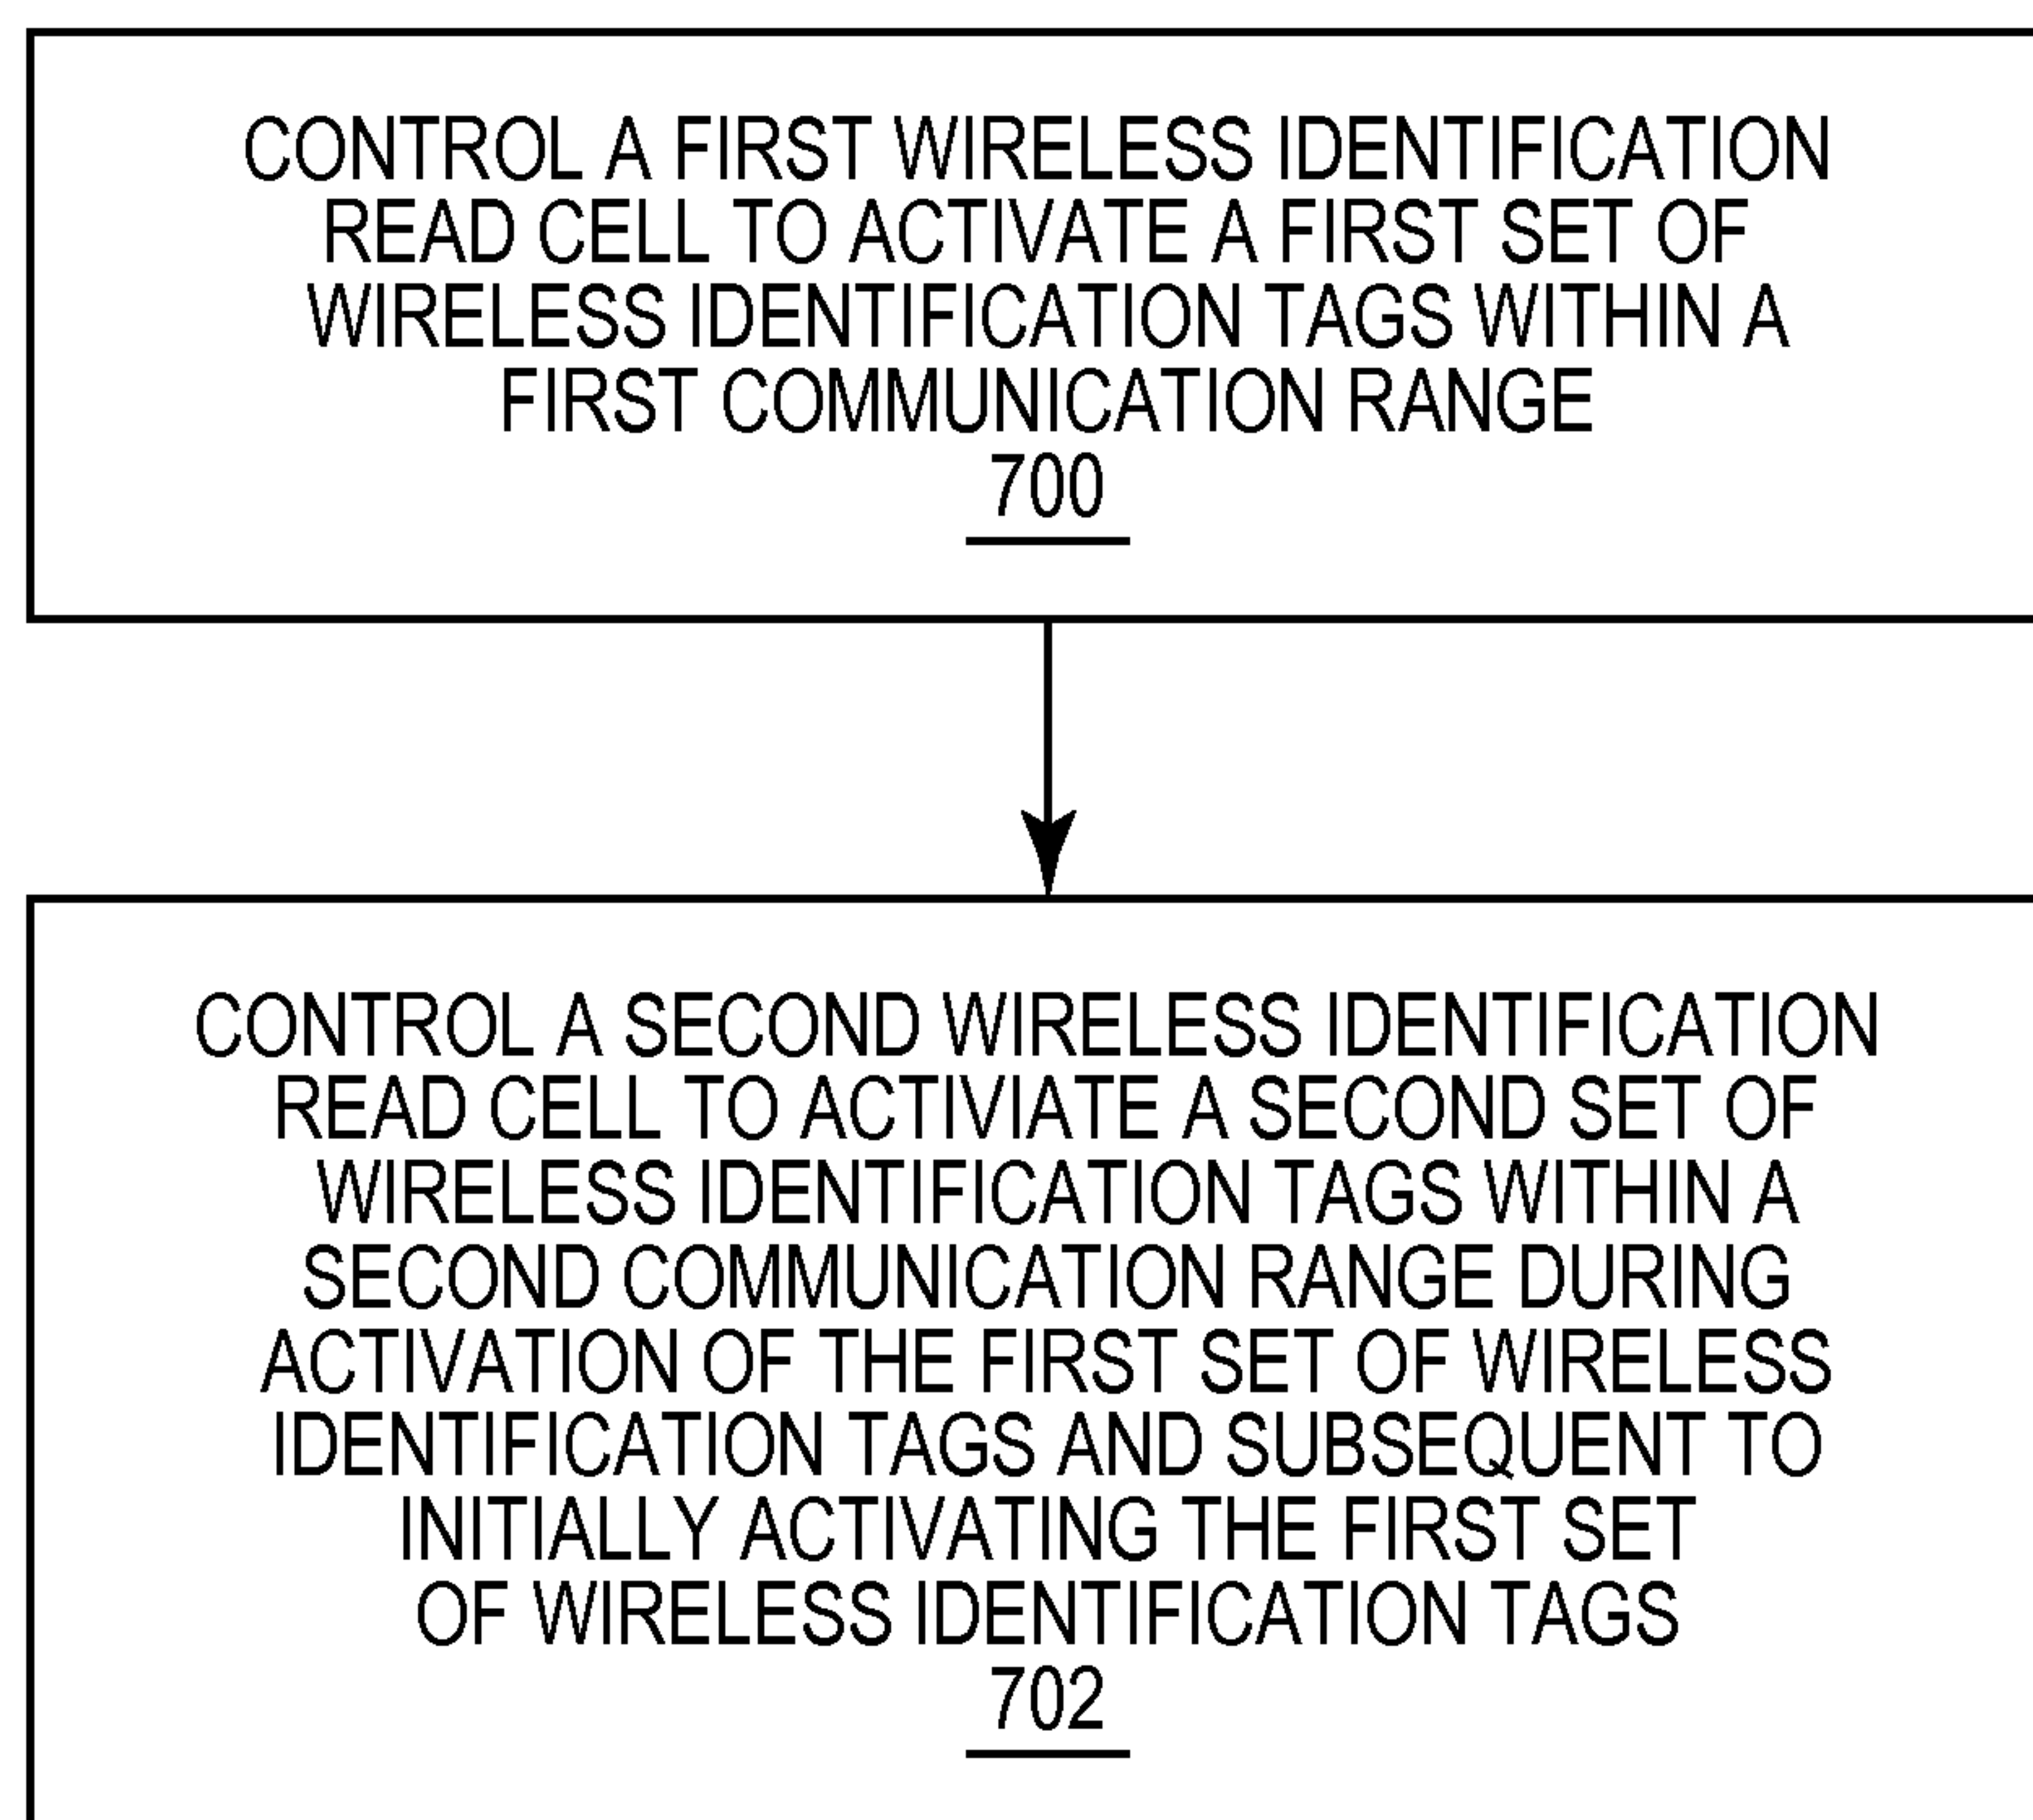 CONTROL A FIRST WIRELESS IDENTIFICATION
READ CELL TO ACTIVATE A FIRST SET OF
WIRELESS IDENTIFICATION TAGS WITHIN A
FIRST COMMUNICATION RANGE
700
CONTROL A SECOND WIRELESS IDENTIFICATION
READ CELL TO ACTIVIATE A SECOND SET OF
WIRELESS IDENTIFICATION TAGS WITHIN A
SECOND COMMUNICATION RANGE DURING
ACTIVATION OF THE FIRST SET OF WIRELESS
IDENTIFICATION TAGS AND SUBSEQUENT TO
INITIALLY ACTIVATING THE FIRST SET
OF WIRELESS IDENTIFICATION TAGS
702